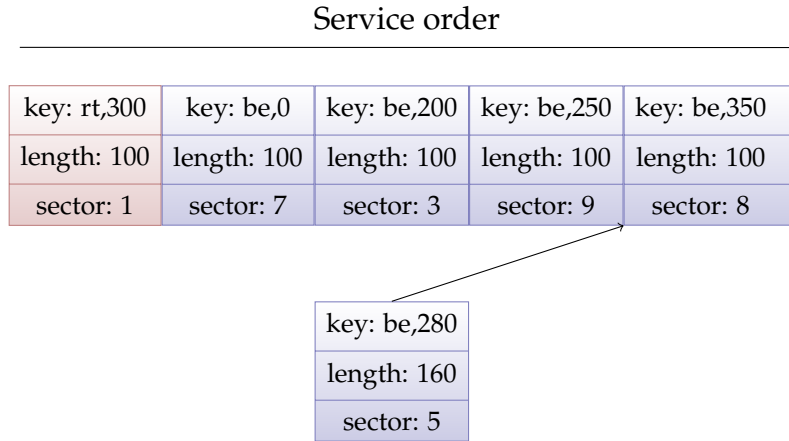 Service order
key: rt,300 key: be,0 key: be,200 key: be,250 key: be,350
length: 100 length: 100 length: 100 length: 100 length: 100
sector: 1 sector: 7 sector: 3 sector: 9 sector: 8
key: be,280
length: 160
sector: 5